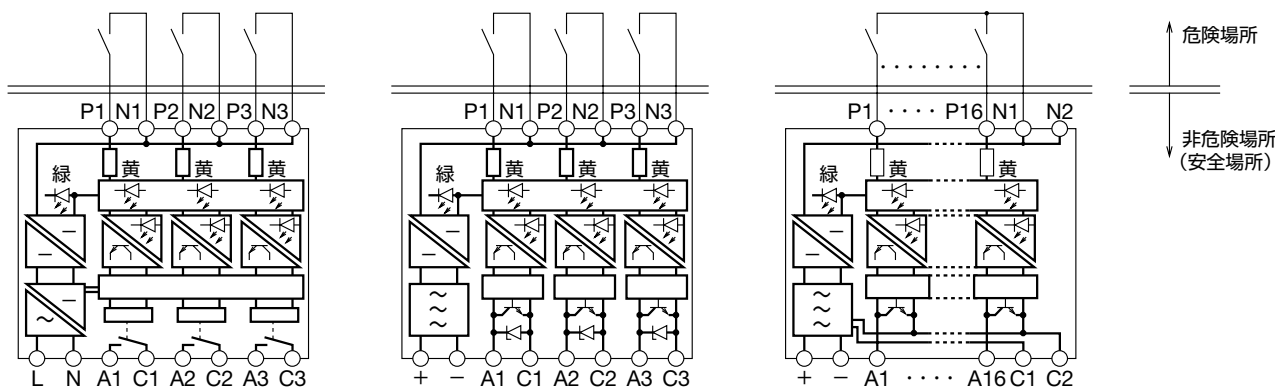 危険場所
非危険場所
(安全場所)
P1 N1 P2 N2 P3 N3
緑 黄 黄 黄
L N A1 C1 A2 C2 A3 C3
P1 N1 P2 N2 P3 N3
緑 黄 黄 黄
+ − A1 C1 A2 C2 A3 C3
P1 ···· P16 N1 N2
緑 黄 黄
+ − A1 ···· A16 C1 C2